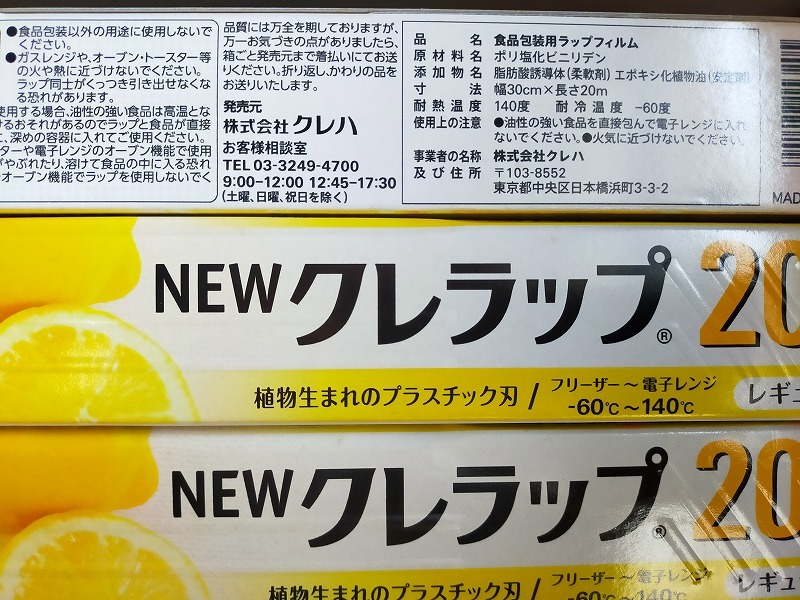 ●食品包装以外の用途に使用しないで
ください。
●ガスレンジや、オーブン・トースター等
の火や熱に近づけないでください。
ラップ同士がくっつき引き出せなくな
る恐れがあります。
使用する場合、油性の強い食品は高温とな
けるおそれがあるのでラップと食品が直接
、深めの容器に入れてご使用ください。
ターや電子レンジのオーブン機能で使用
がやぶれたり、溶けて食品の中に入る恐れ
オーブン機能でラップを使用しないでく
品質には万全を期しておりますが、
万一お気づきの点がありましたら、
箱ごと発売元まで着払いにてお送
りください。折り返し、かわりの品をお
送りいたします。
発売元
株式会社クレハ
お客様相談室
TEL 03-3249-4700
9:00–12:00 12:45–17:30
(土曜、日曜、祝日を除く)
品名 食品包装用ラップフィルム
原材料名 ポリ塩化ビニリデン
添加物名 脂肪酸誘導体(柔軟剤) エポキシ化植物油(安定剤)
寸法 幅30cm×長さ20m
耐熱温度 140度 耐冷温度 -60度
使用上の注意 ●油性の強い食品を直接包んで電子レンジに入れ
ないでください。●火気に近づけないでください。
事業者の名称 株式会社クレハ
及び住所 〒103-8552
東京都中央区日本橋浜町3-3-2
MAD
NEWクレラップ® 20
植物生まれのプラスチック刃 / フリーザー～電子レンジ
-60℃～140℃
レギュ
NEWクレラップ® 20
植物生まれのプラスチック刃 / フリーザー～電子レンジ
-60℃～140℃
レギュ